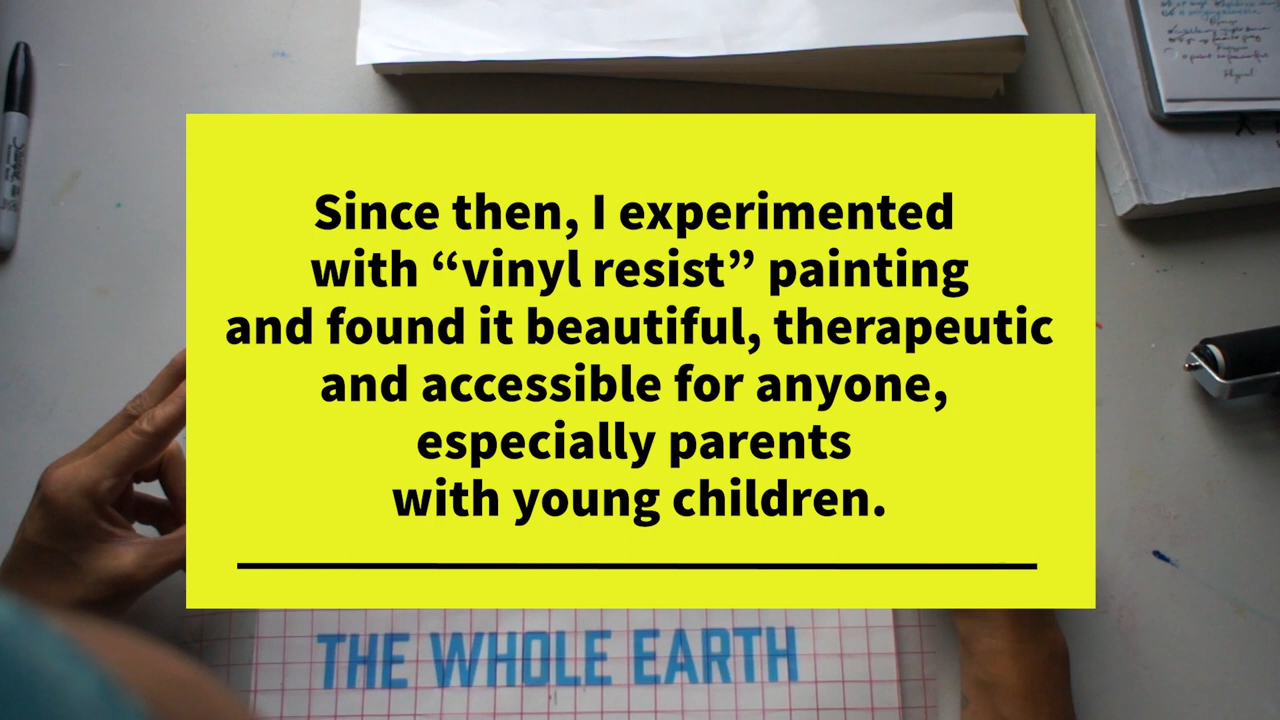 Since then, I experimented
with “vinyl resist” painting
and found it beautiful, therapeutic
and accessible for anyone,
especially parents
with young children.
THE WHOLE EARTH